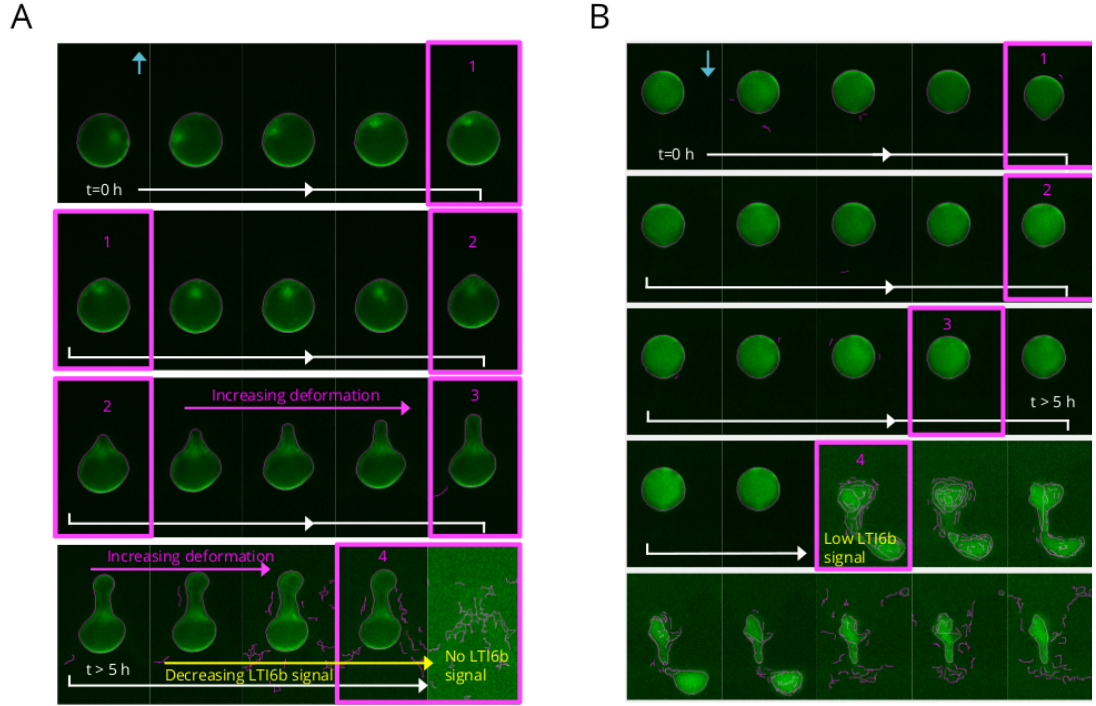 A
1
t=0 h
1
2
2
Increasing deformation
3
Increasing deformation
4
t > 5 h
Decreasing LTI6b signal
No LTI6b
signal
B
1
t=0 h
2
3
t > 5 h
4
Low LTI6b
signal